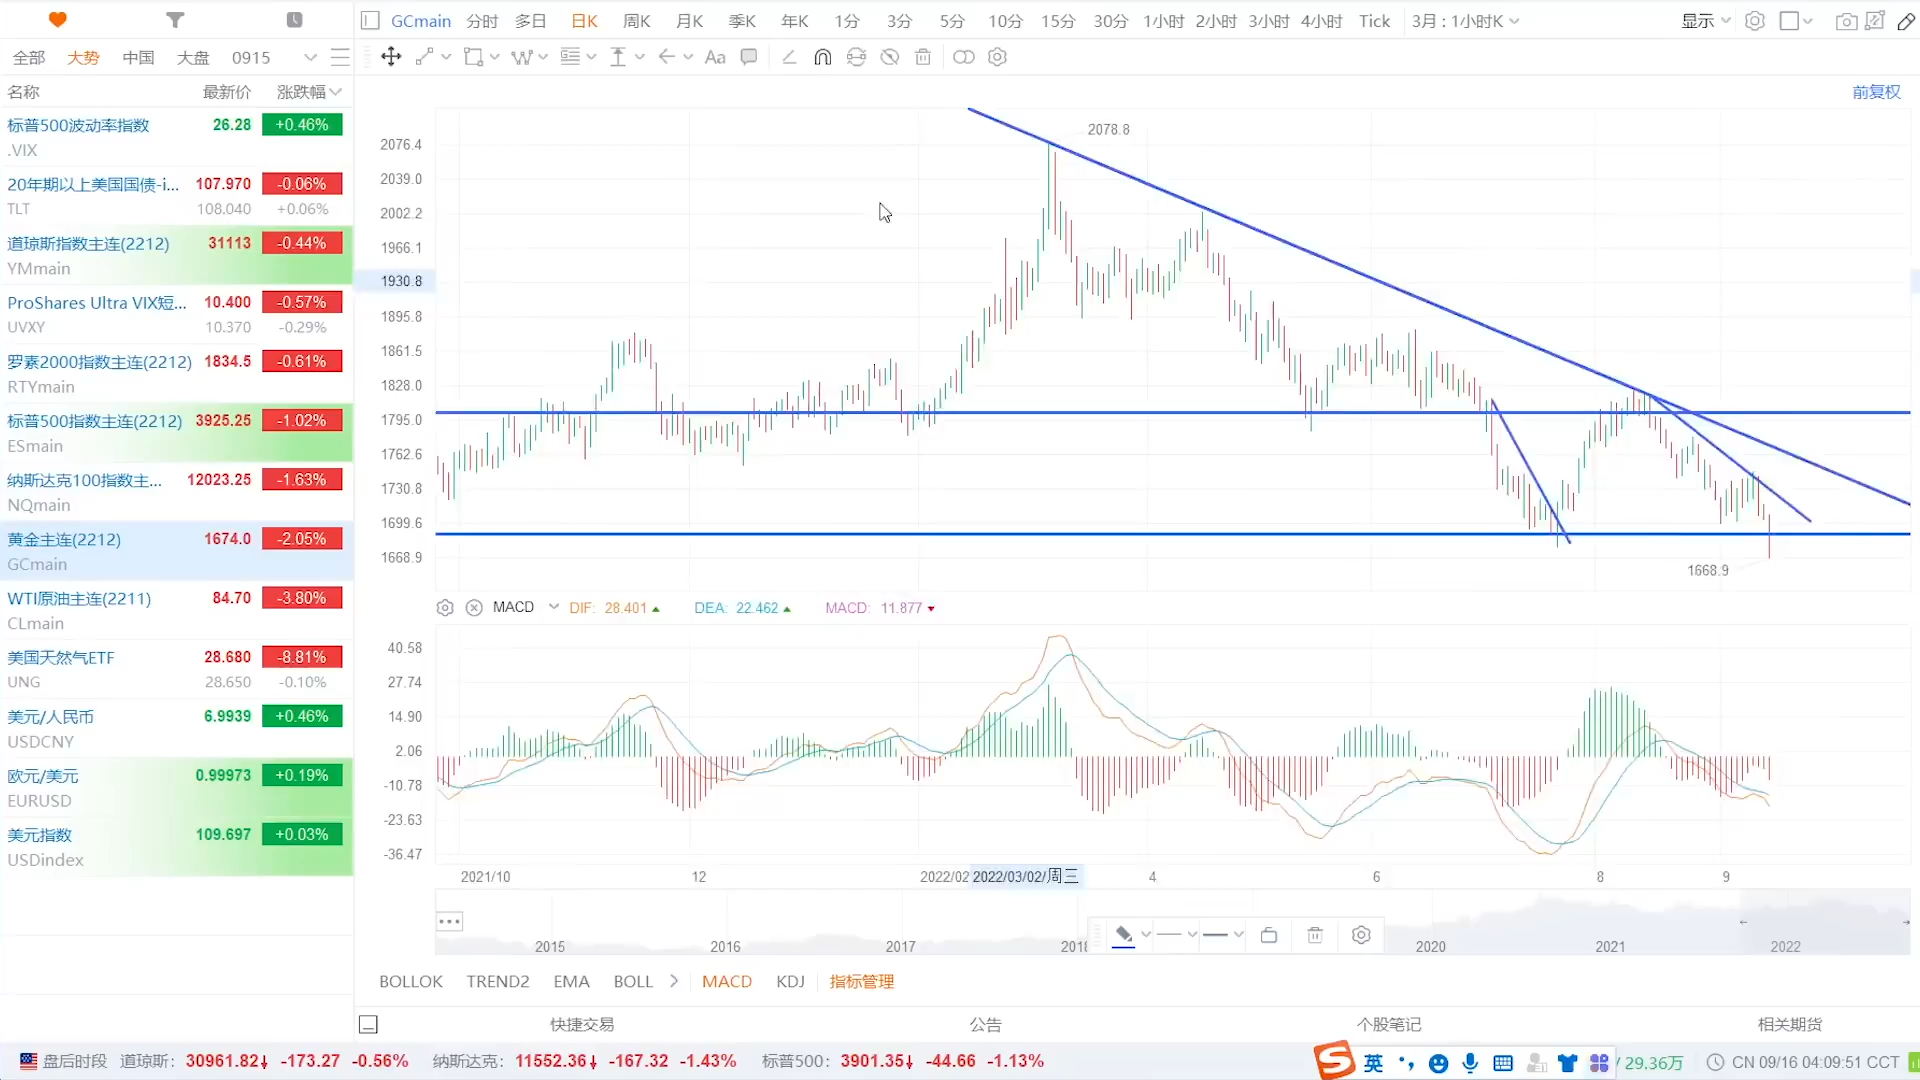 GCmain 分时 多日 日K 周K 月K 季K 年K 1分 3分 5分 10分 15分 30分 1小时 2小时 3小时 4小时 Tick 3月 : 1小时K 显示
全部 大势 中国 大盘 0915
Aa
名称 最新价 涨跌幅
前复权
标普500波动率指数 26.28 +0.46%
.VIX
20年期以上美国国债-i... 107.970 -0.06%
TLT 108.040 +0.06%
道琼斯指数主连(2212) 31113 -0.44%
YMmain
ProShares Ultra VIX短... 10.400 -0.57%
UVXY 10.370 -0.29%
罗素2000指数主连(2212) 1834.5 -0.61%
RTYmain
标普500指数主连(2212) 3925.25 -1.02%
ESmain
纳斯达克100指数主... 12023.25 -1.63%
NQmain
黄金主连(2212) 1674.0 -2.05%
GCmain
WTI原油主连(2211) 84.70 -3.80%
CLmain
美国天然气ETF 28.680 -8.81%
UNG 28.650 -0.10%
美元/人民币 6.9939 +0.46%
USDCNY
欧元/美元 0.99973 +0.19%
EURUSD
美元指数 109.697 +0.03%
USDindex
2078.8
2076.4
2039.0
2002.2
1966.1
1930.8
1895.8
1861.5
1828.0
1795.0
1762.6
1730.8
1699.6
1668.9
1668.9
MACD DIF: 28.401 DEA: 22.462 MACD: 11.877
40.58
27.74
14.90
2.06
-10.78
-23.63
-36.47
2021/10 12 2022/02 2022/03/02/周三 4 6 8 9
2015 2016 2017 2018 2020 2021 2022
BOLLOK TREND2 EMA BOLL MACD KDJ 指标管理
快捷交易 公告 个股笔记 相关期货
盘后时段 道琼斯: 30961.82↓ -173.27 -0.56% 纳斯达克: 11552.36↓ -167.32 -1.43% 标普500: 3901.35↓ -44.66 -1.13% 英 / 29.36万 CN 09/16 04:09:51 CCT